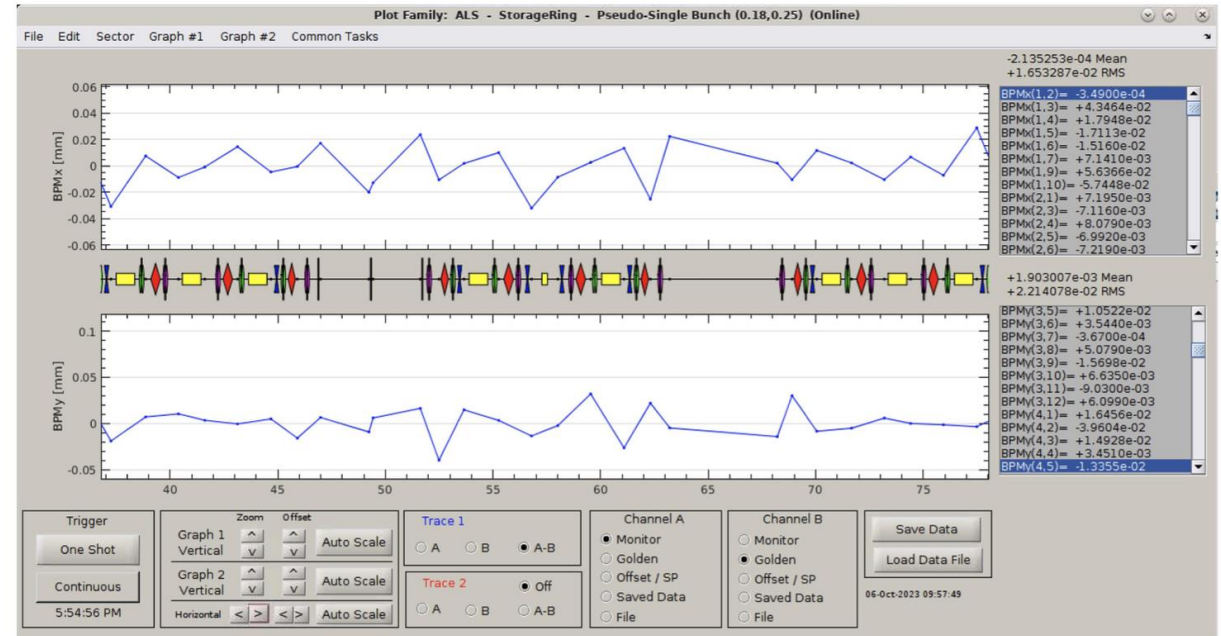 Plot Family: ALS - StorageRing - Pseudo-Single Bunch (0.18,0.25) (Online)
File Edit Sector Graph #1 Graph #2 Common Tasks
-2.135253e-04 Mean
+1.653287e-02 RMS
BPMx(1,2)= -3.4900e-04
BPMx(1,3)= +4.3464e-02
BPMx(1,4)= +1.7948e-02
BPMx(1,5)= -1.7113e-02
BPMx(1,6)= -1.5160e-02
BPMx(1,7)= +7.1410e-03
BPMx(1,9)= +5.6366e-02
BPMx(1,10)= -5.7448e-02
BPMx(2,1)= +7.1950e-03
BPMx(2,3)= -7.1160e-03
BPMx(2,4)= +8.0790e-03
BPMx(2,5)= -6.9920e-03
BPMx(2,6)= -7.2190e-03
BPMx [mm]
0.06
0.04
0.02
0
-0.02
-0.04
-0.06
+1.903007e-03 Mean
+2.214078e-02 RMS
BPMy(3,5)= +1.0522e-02
BPMy(3,6)= +3.5440e-03
BPMy(3,7)= -3.6700e-04
BPMy(3,8)= +5.0790e-03
BPMy(3,9)= -1.5698e-02
BPMy(3,10)= +6.6350e-03
BPMy(3,11)= -9.0300e-03
BPMy(3,12)= +6.0990e-03
BPMy(4,1)= +1.6456e-02
BPMy(4,2)= -3.9604e-02
BPMy(4,3)= +1.4928e-02
BPMy(4,4)= +3.4510e-03
BPMy(4,5)= -1.3355e-02
BPMy [mm]
0.1
0.05
0
-0.05
40 45 50 55 60 65 70 75
Trigger
One Shot
Continuous
5:54:56 PM
Zoom Offset
Graph 1
Vertical
^ ^
v v
Auto Scale
Graph 2
Vertical
^ ^
v v
Auto Scale
Horizontal < > < > Auto Scale
Trace 1
A B A-B
Trace 2 Off
A B A-B
Channel A
Monitor
Golden
Offset / SP
Saved Data
File
Channel B
Monitor
Golden
Offset / SP
Saved Data
File
Save Data
Load Data File
06-Oct-2023 09:57:49